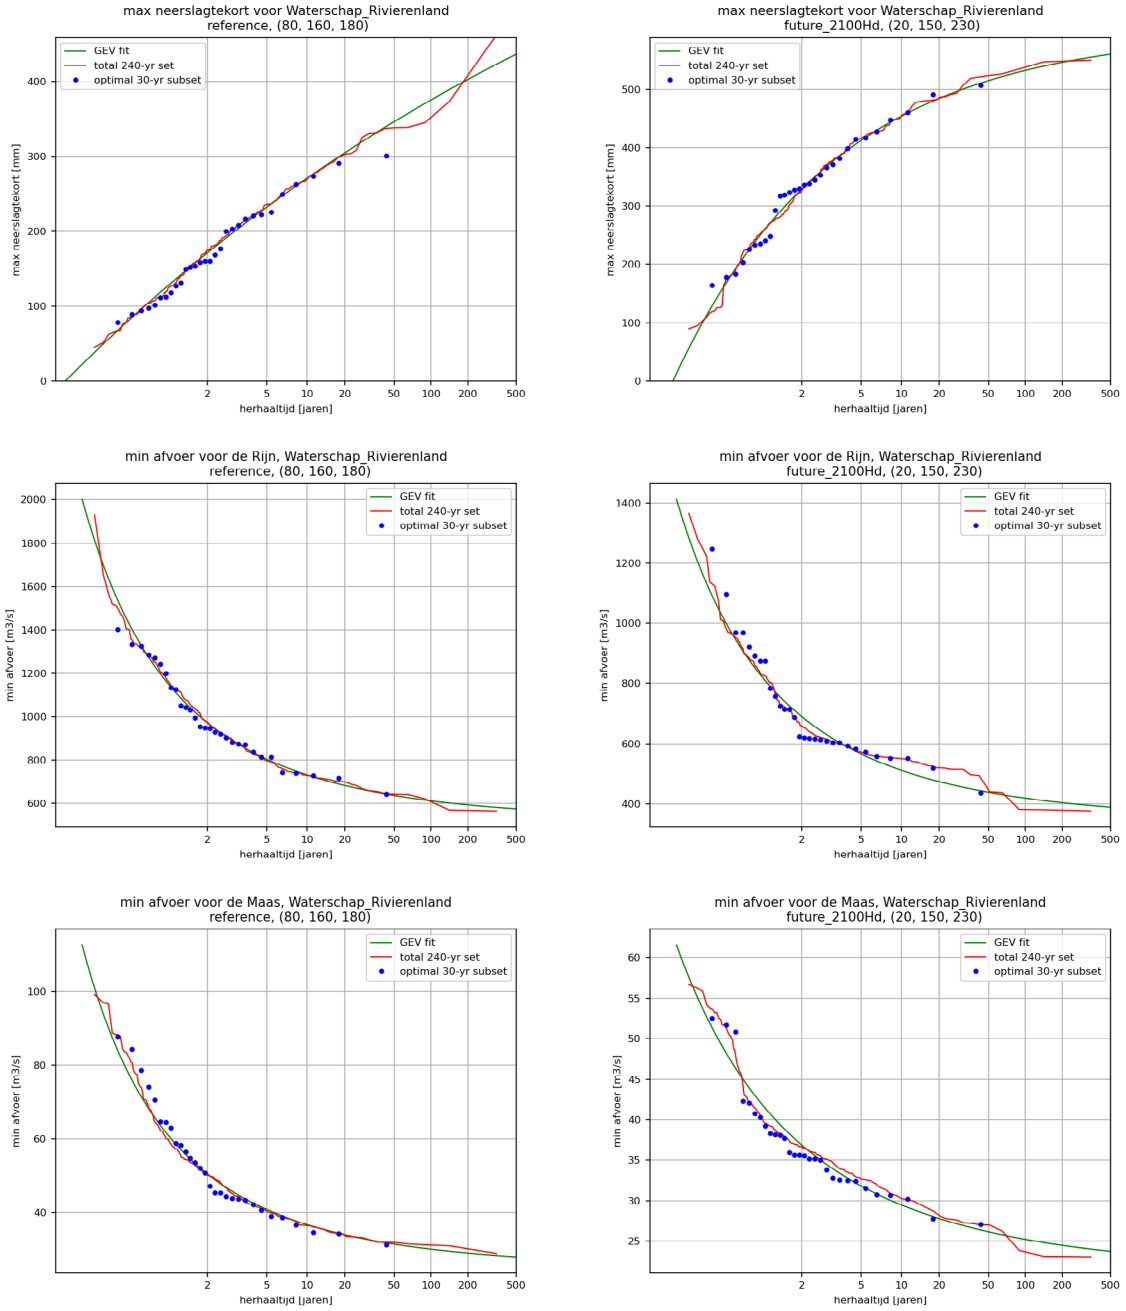 max neerslagtekort voor Waterschap_Rivierenland
reference, (80, 160, 180)
GEV fit
total 240-yr set
optimal 30-yr subset
max neerslagtekort [mm]
400
300
200
100
0
2 5 10 20 50 100 200 500
herhaaltijd [jaren]
max neerslagtekort voor Waterschap_Rivierenland
future_2100Hd, (20, 150, 230)
GEV fit
total 240-yr set
optimal 30-yr subset
max neerslagtekort [mm]
500
400
300
200
100
0
2 5 10 20 50 100 200 500
herhaaltijd [jaren]
min afvoer voor de Rijn, Waterschap_Rivierenland
reference, (80, 160, 180)
GEV fit
total 240-yr set
optimal 30-yr subset
min afvoer [m3/s]
2000
1800
1600
1400
1200
1000
800
600
2 5 10 20 50 100 200 500
herhaaltijd [jaren]
min afvoer voor de Rijn, Waterschap_Rivierenland
future_2100Hd, (20, 150, 230)
GEV fit
total 240-yr set
optimal 30-yr subset
min afvoer [m3/s]
1400
1200
1000
800
600
400
2 5 10 20 50 100 200 500
herhaaltijd [jaren]
min afvoer voor de Maas, Waterschap_Rivierenland
reference, (80, 160, 180)
GEV fit
total 240-yr set
optimal 30-yr subset
min afvoer [m3/s]
100
80
60
40
2 5 10 20 50 100 200 500
herhaaltijd [jaren]
min afvoer voor de Maas, Waterschap_Rivierenland
future_2100Hd, (20, 150, 230)
GEV fit
total 240-yr set
optimal 30-yr subset
min afvoer [m3/s]
60
55
50
45
40
35
30
25
2 5 10 20 50 100 200 500
herhaaltijd [jaren]